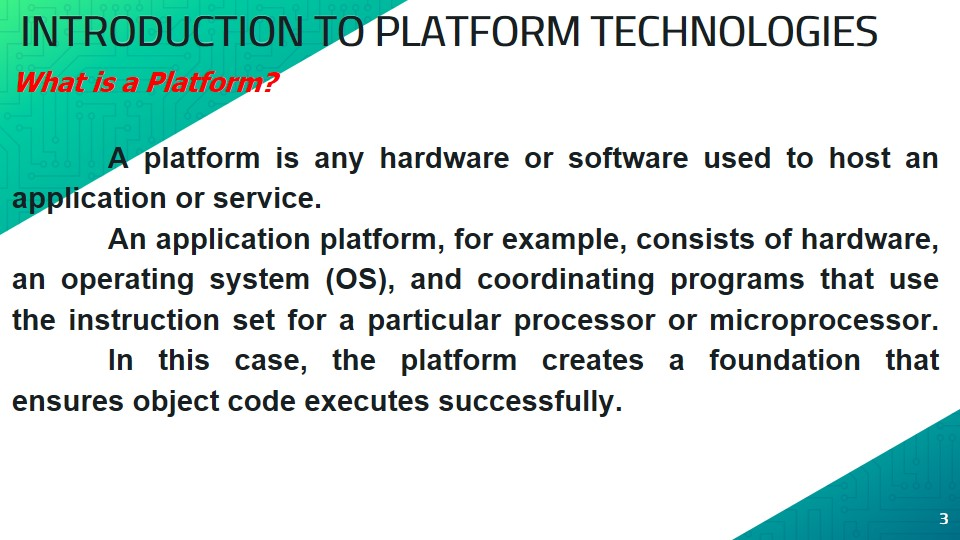 INTRODUCTION TO PLATFORM TECHNOLOGIES
What is a Platform?
A platform is any hardware or software used to host an
application or service.
An application platform, for example, consists of hardware,
an operating system (OS), and coordinating programs that use
the instruction set for a particular processor or microprocessor.
In this case, the platform creates a foundation that
ensures object code executes successfully.
3